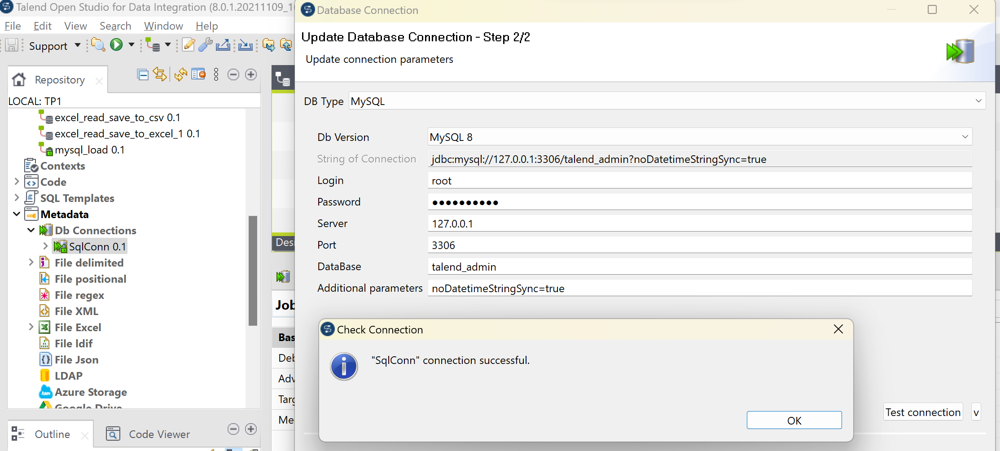 Talend Open Studio for Data Integration (8.0.1.20211109_1
File Edit View Search Window Help
Support
Repository
LOCAL: TP1
excel_read_save_to_csv 0.1
excel_read_save_to_excel_1 0.1
mysql_load 0.1
Contexts
Code
SQL Templates
Metadata
Db Connections
SqlConn 0.1
File delimited
File positional
File regex
File XML
File Excel
File ldif
File Json
LDAP
Azure Storage
Google Drive
Outline
Code Viewer
Desi
Job
Bas
Deb
Adv
Targ
Me
Database Connection
Update Database Connection - Step 2/2
Update connection parameters
DB Type MySQL
Db Version MySQL 8
String of Connection jdbc:mysql://127.0.0.1:3306/talend_admin?noDatetimeStringSync=true
Login root
Password ●●●●●●●●●●
Server 127.0.0.1
Port 3306
DataBase talend_admin
Additional parameters noDatetimeStringSync=true
Check Connection
"SqlConn" connection successful.
OK
Test connection v